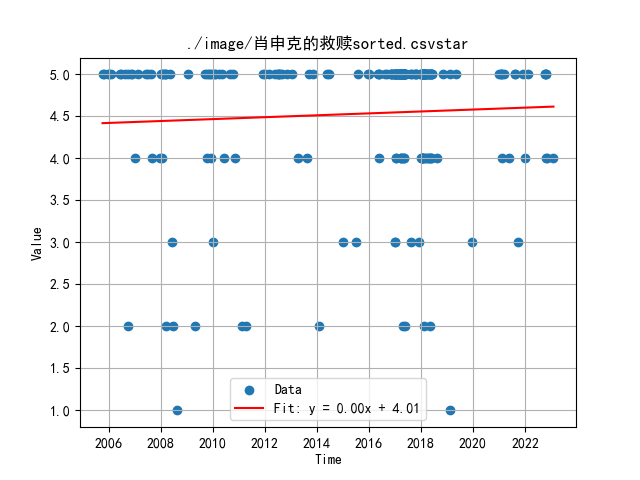 ./image/肖申克的救赎sorted.csvstar
5.0
4.5
4.0
3.5
3.0
2.5
2.0
1.5
1.0
Value
Data
Fit: y = 0.00x + 4.01
2006 2008 2010 2012 2014 2016 2018 2020 2022
Time